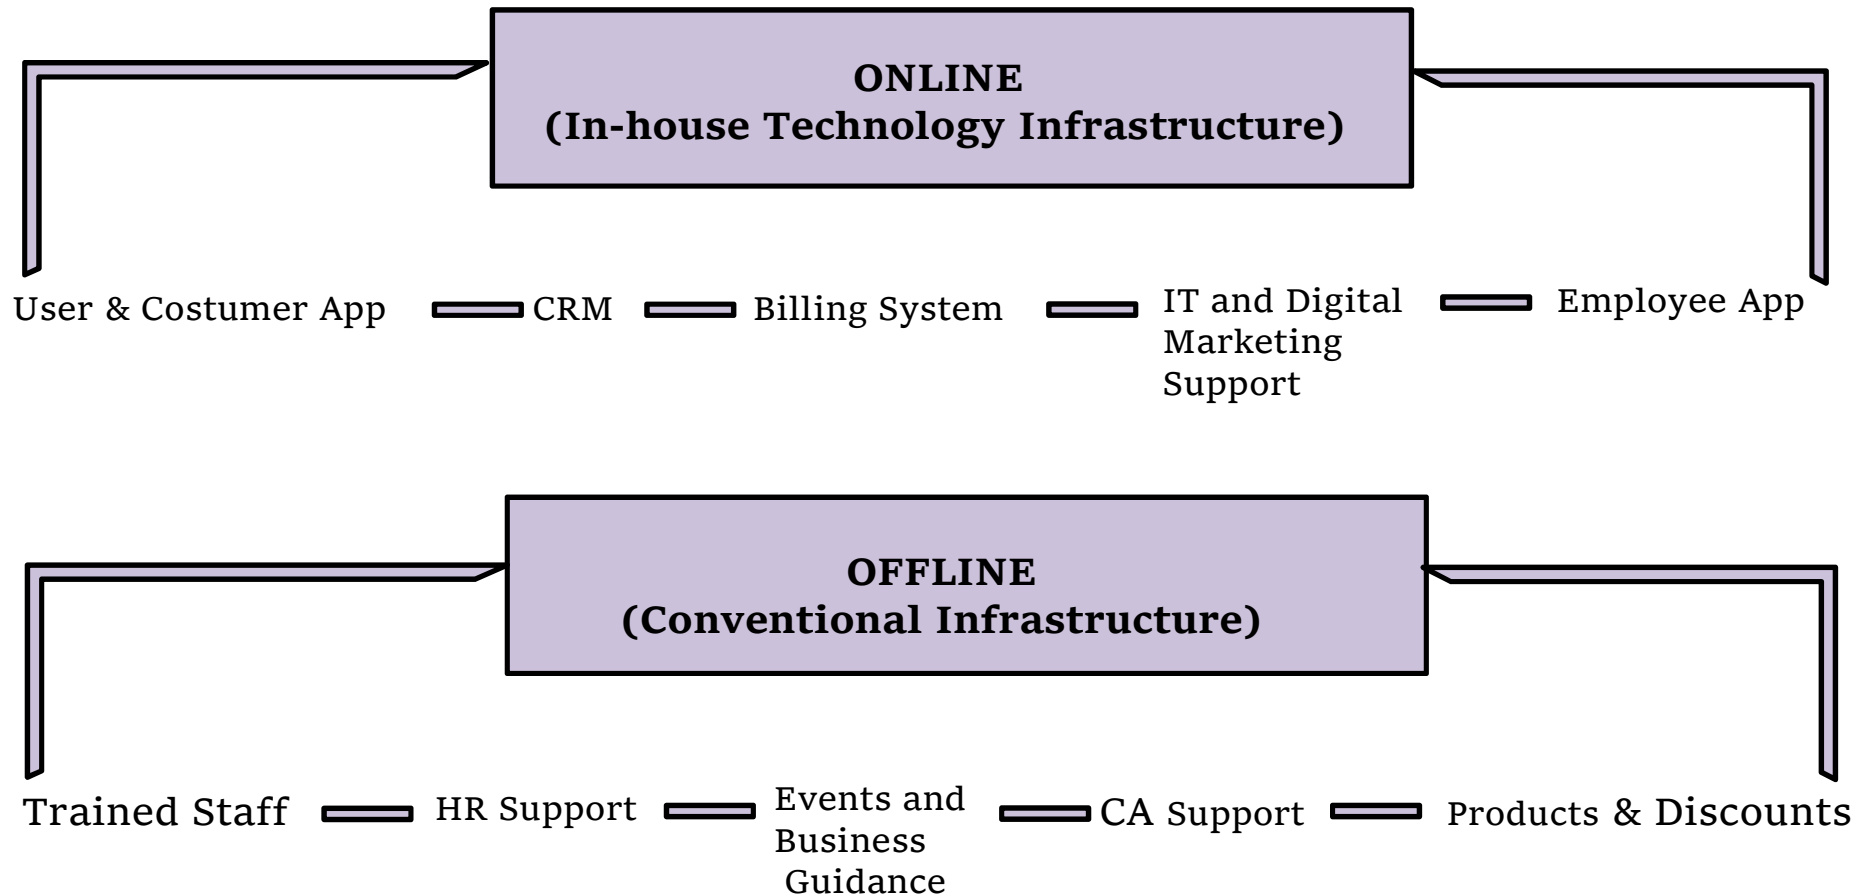 ONLINE
(In-house Technology Infrastructure)
User & Costumer App
CRM
Billing System
IT and Digital
Marketing
Support
Employee App
OFFLINE
(Conventional Infrastructure)
Trained Staff
HR Support
Events and
Business
Guidance
CA Support
Products & Discounts